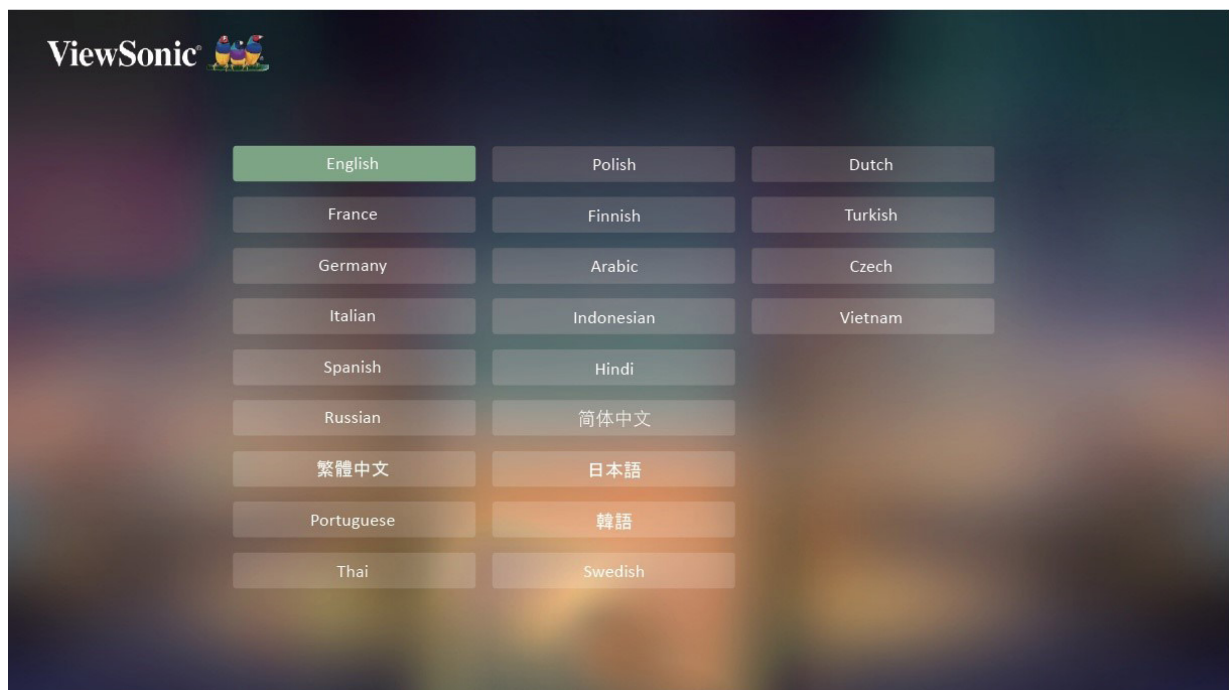 ViewSonic®
English
France
Germany
Italian
Spanish
Russian
繁體中文
Portuguese
Thai
Polish
Finnish
Arabic
Indonesian
Hindi
简体中文
日本語
韓語
Swedish
Dutch
Turkish
Czech
Vietnam